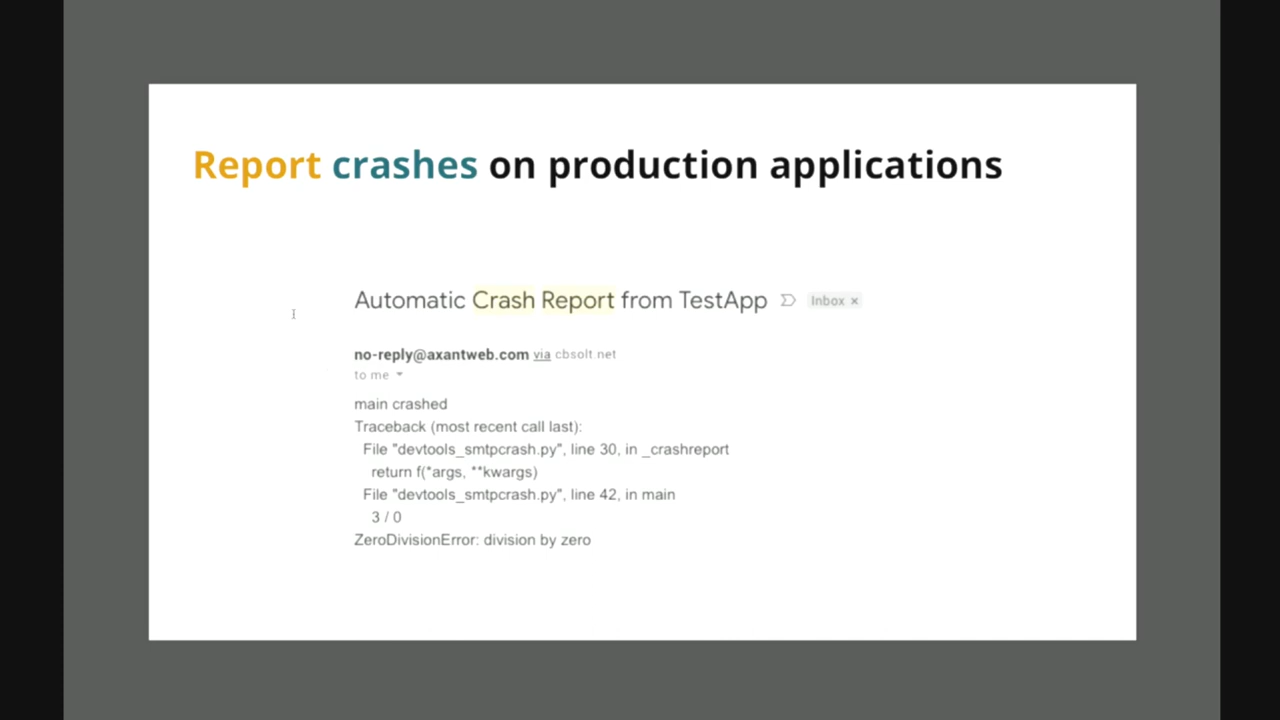 Report crashes on production applications
Automatic Crash Report from TestApp Inbox ×
no-reply@axantweb.com via cbsolt.net
to me
main crashed
Traceback (most recent call last):
File "devtools_smtpcrash.py", line 30, in _crashreport
return f(*args, **kwargs)
File "devtools_smtpcrash.py", line 42, in main
3 / 0
ZeroDivisionError: division by zero